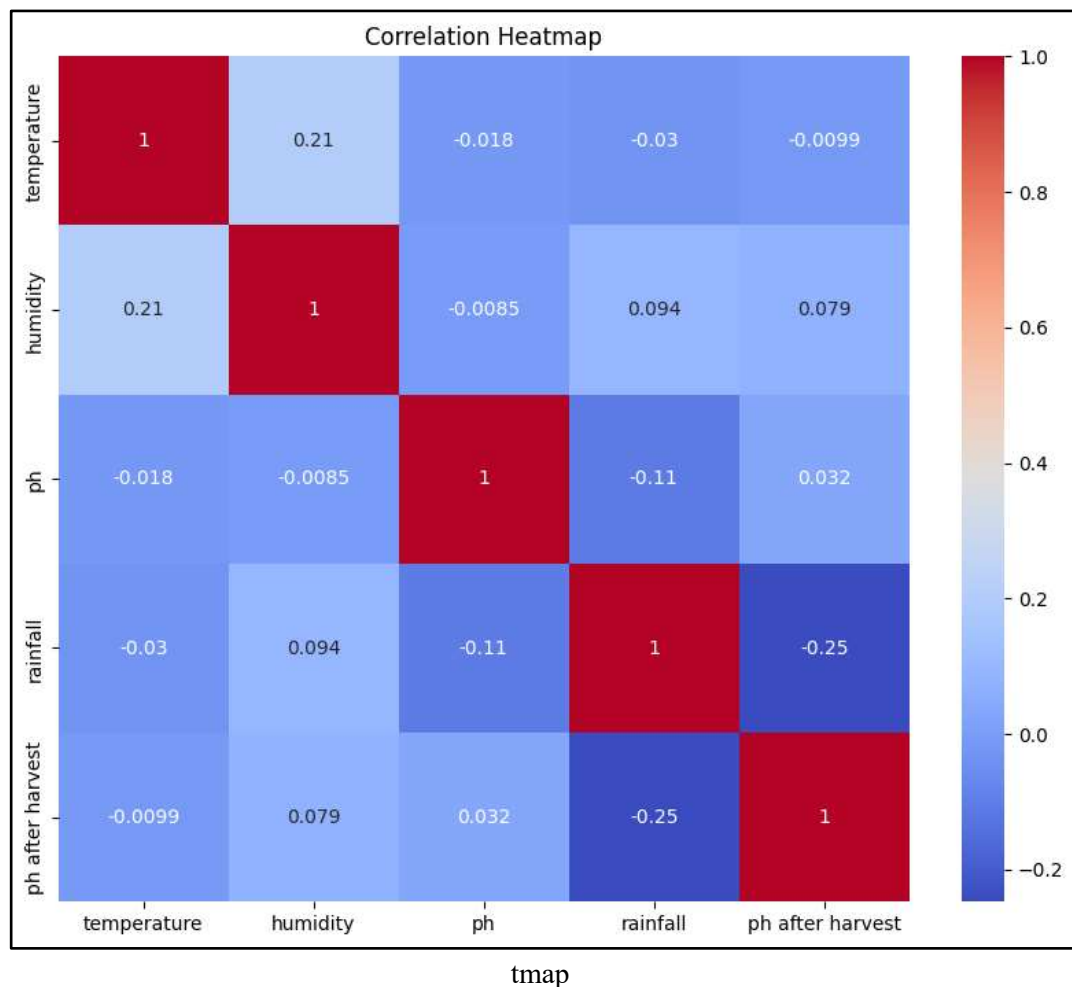 Correlation Heatmap
temperature 1 0.21 -0.018 -0.03 -0.0099
humidity 0.21 1 -0.0085 0.094 0.079
ph -0.018 -0.0085 1 -0.11 0.032
rainfall -0.03 0.094 -0.11 1 -0.25
ph after harvest -0.0099 0.079 0.032 -0.25 1
temperature humidity ph rainfall ph after harvest
1.0
0.8
0.6
0.4
0.2
0.0
−0.2
tmap